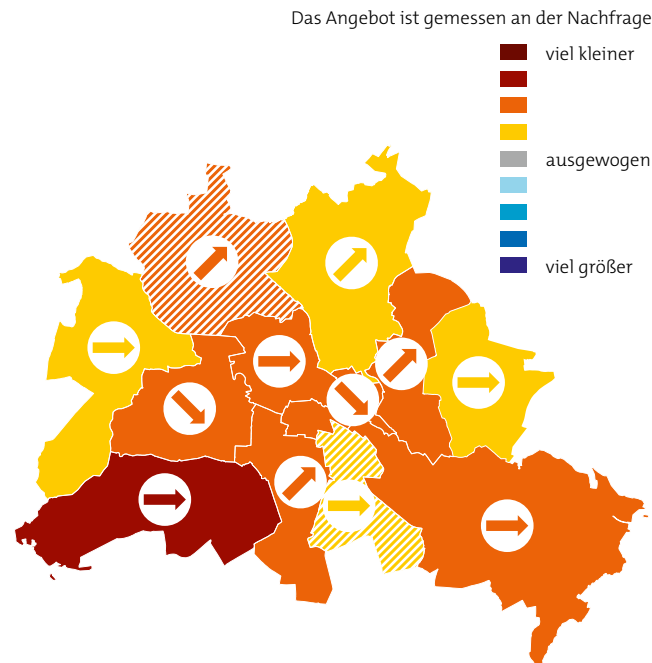 Das Angebot ist gemessen an der Nachfrage
viel kleiner
ausgewogen
viel größer